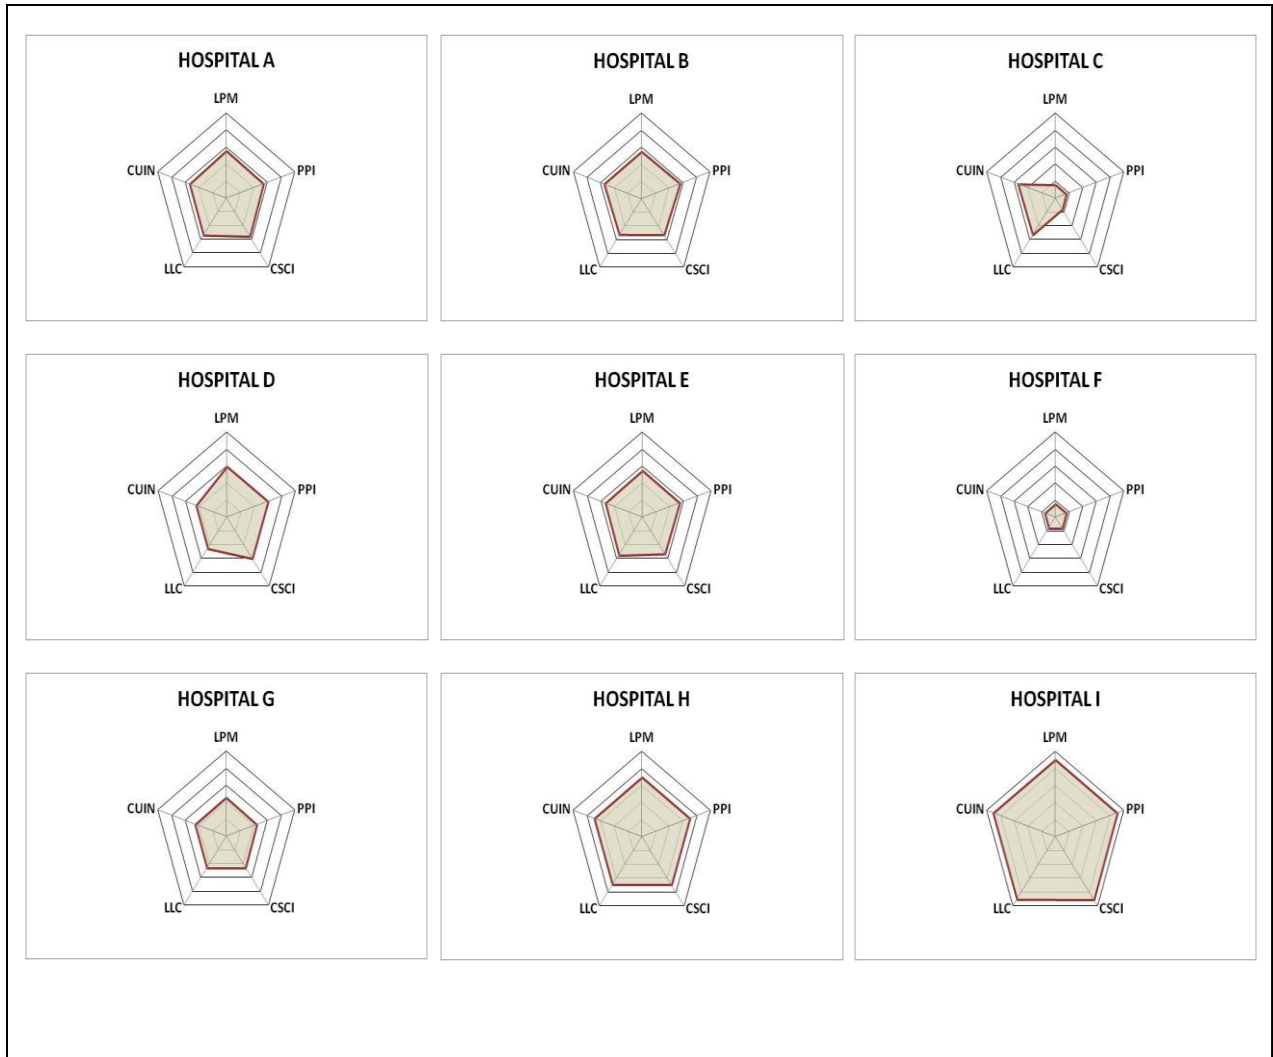 HOSPITAL A
LPM
CUIN PPI
LLC CSCI
HOSPITAL B
LPM
CUIN PPI
LLC CSCI
HOSPITAL C
LPM
CUIN PPI
LLC CSCI
HOSPITAL D
LPM
CUIN PPI
LLC CSCI
HOSPITAL E
LPM
CUIN PPI
LLC CSCI
HOSPITAL F
LPM
CUIN PPI
LLC CSCI
HOSPITAL G
LPM
CUIN PPI
LLC CSCI
HOSPITAL H
LPM
CUIN PPI
LLC CSCI
HOSPITAL I
LPM
CUIN PPI
LLC CSCI